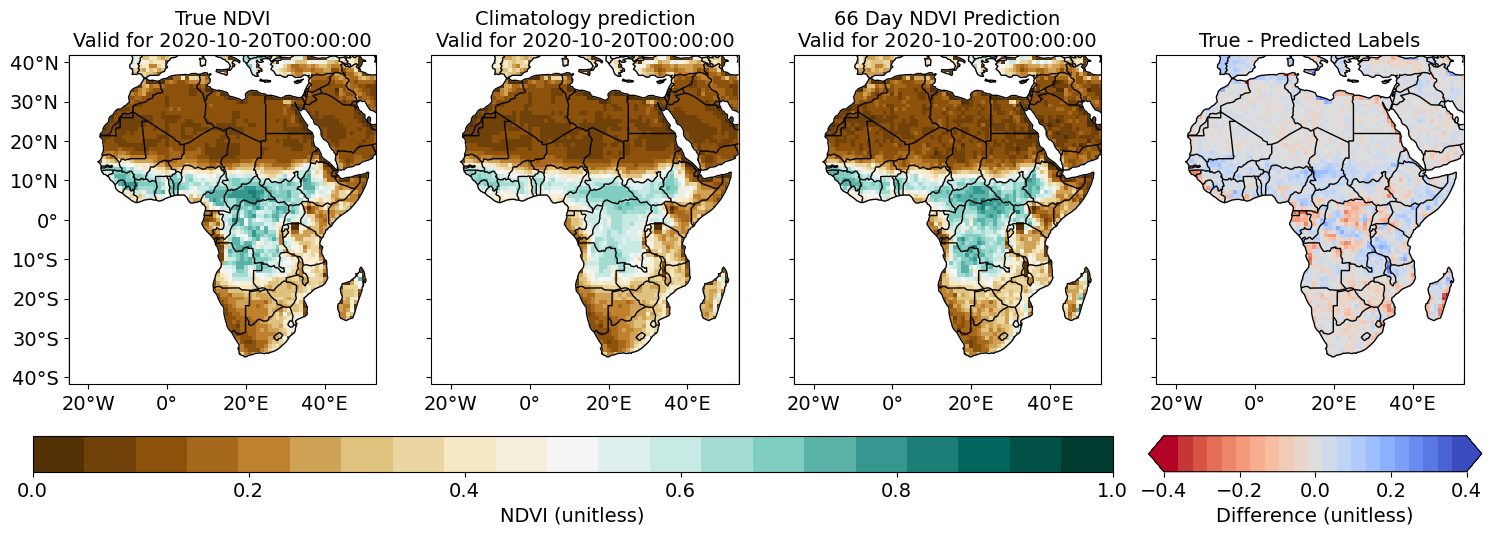 True NDVI
Valid for 2020-10-20T00:00:00
Climatology prediction
Valid for 2020-10-20T00:00:00
66 Day NDVI Prediction
Valid for 2020-10-20T00:00:00
True - Predicted Labels
40°N
30°N
20°N
10°N
0°
10°S
20°S
30°S
40°S
20°W 0° 20°E 40°E
20°W 0° 20°E 40°E
20°W 0° 20°E 40°E
20°W 0° 20°E 40°E
0.0 0.2 0.4 0.6 0.8 1.0
NDVI (unitless)
−0.4 −0.2 0.0 0.2 0.4
Difference (unitless)